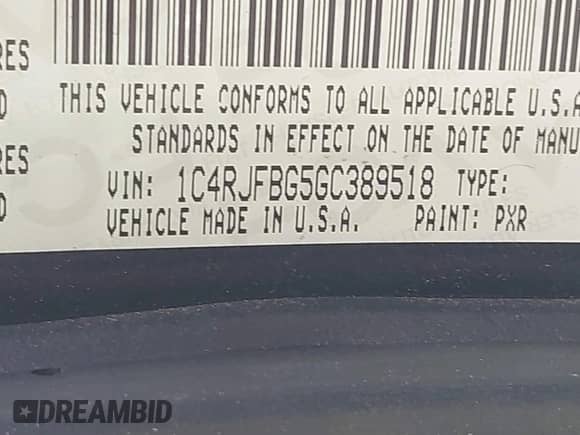 RES
THIS VEHICLE CONFORMS TO ALL APPLICABLE U.S.A
STANDARDS IN EFFECT ON THE DATE OF MANU
RES
D
VIN: 1C4RJFBG5GC389518 TYPE:
VEHICLE MADE IN U.S.A. PAINT: PXR
D
DREAMBID